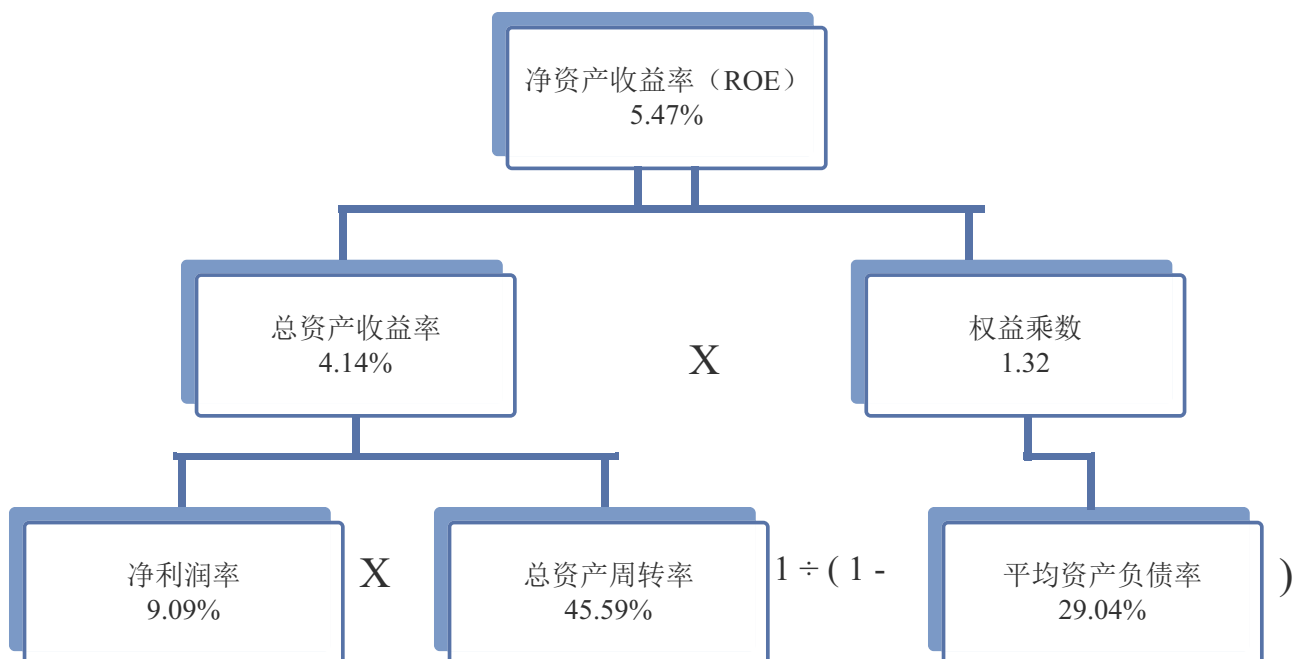 净资产收益率（ROE）
5.47%
总资产收益率
4.14%
X
权益乘数
1.32
净利润率
9.09%
X
总资产周转率
45.59%
1 ÷ ( 1 -
平均资产负债率
29.04%
)